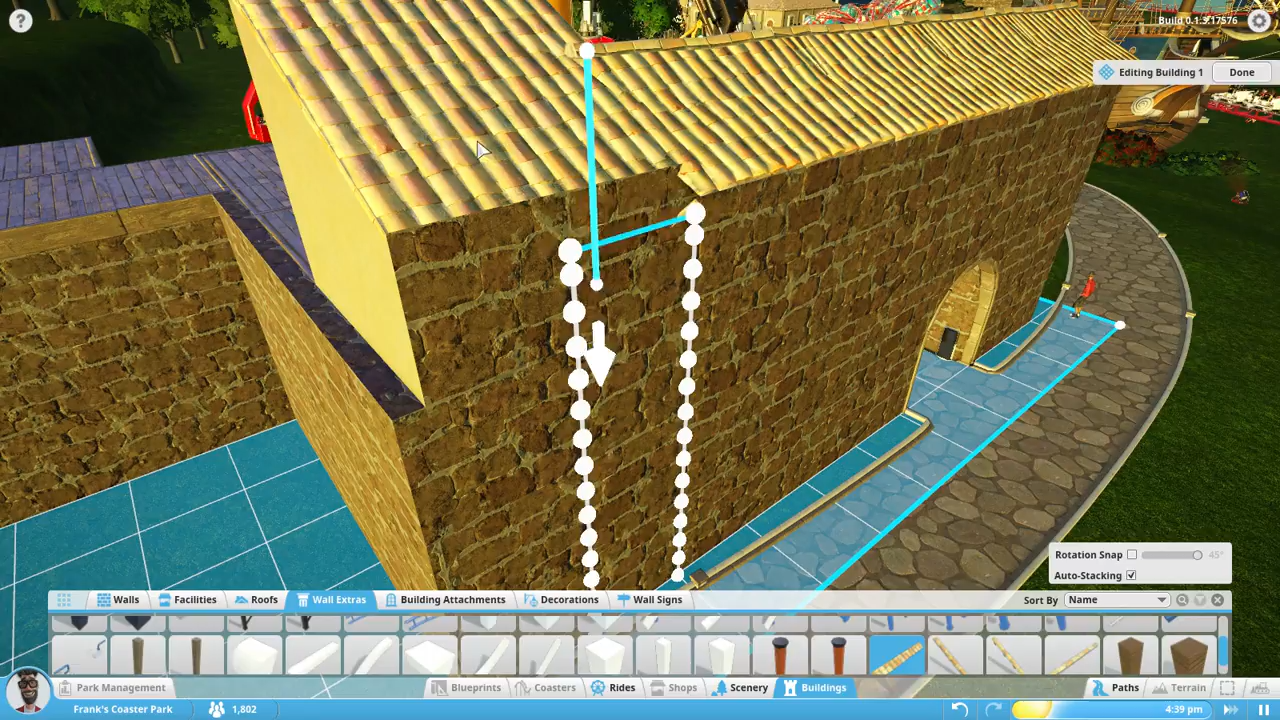 ?
Build 0.1.3.17576
Editing Building 1 Done
Rotation Snap 45°
Auto-Stacking
Walls Facilities Roofs Wall Extras Building Attachments Decorations Wall Signs Sort By Name
Park Management Blueprints Coasters Rides Shops Scenery Buildings Paths Terrain
Frank's Coaster Park 1,802 4:39 pm